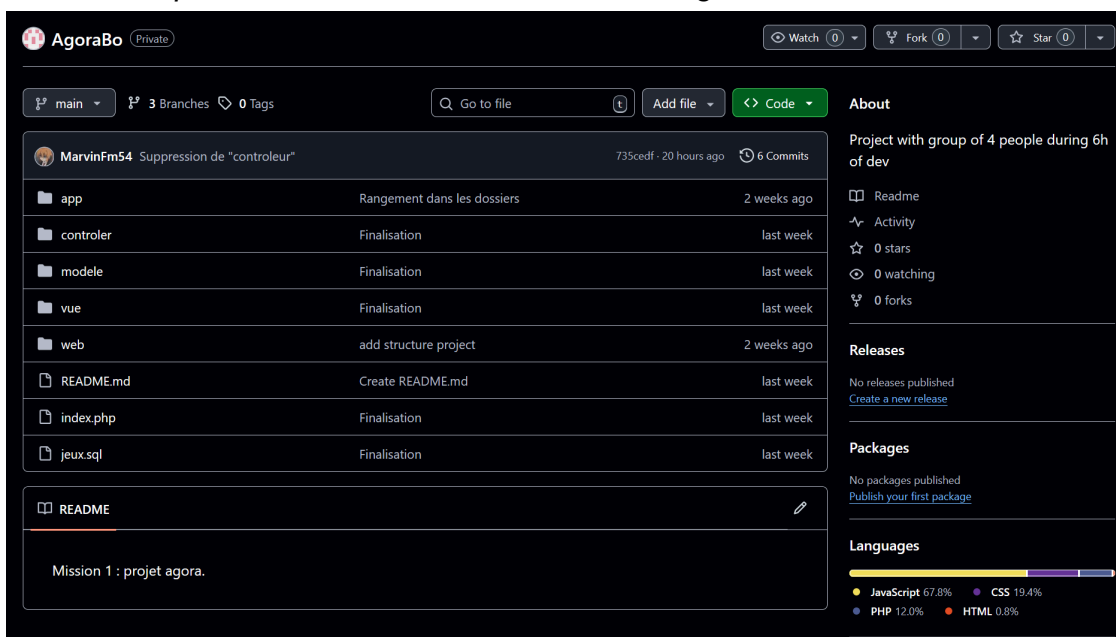 AgoraBo Private
Watch 0 Fork 0 Star 0
main 3 Branches 0 Tags Go to file t Add file Code
MarvinFm54 Suppression de "controleur" 735cedf · 20 hours ago 6 Commits
app Rangement dans les dossiers 2 weeks ago
controler Finalisation last week
modele Finalisation last week
vue Finalisation last week
web add structure project 2 weeks ago
README.md Create README.md last week
index.php Finalisation last week
jeux.sql Finalisation last week
README
Mission 1 : projet agora.
About
Project with group of 4 people during 6h
of dev
Readme
Activity
0 stars
0 watching
0 forks
Releases
No releases published
Create a new release
Packages
No packages published
Publish your first package
Languages
JavaScript 67.8% CSS 19.4%
PHP 12.0% HTML 0.8%